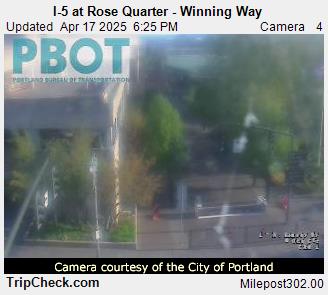 I-5 at Rose Quarter - Winning Way
Updated Apr 17 2025 6:25 PM Camera 4
PBOT
PORTLAND BUREAU OF TRANSPORTATION
Camera courtesy of the City of Portland
TripCheck.com Milepost302.00